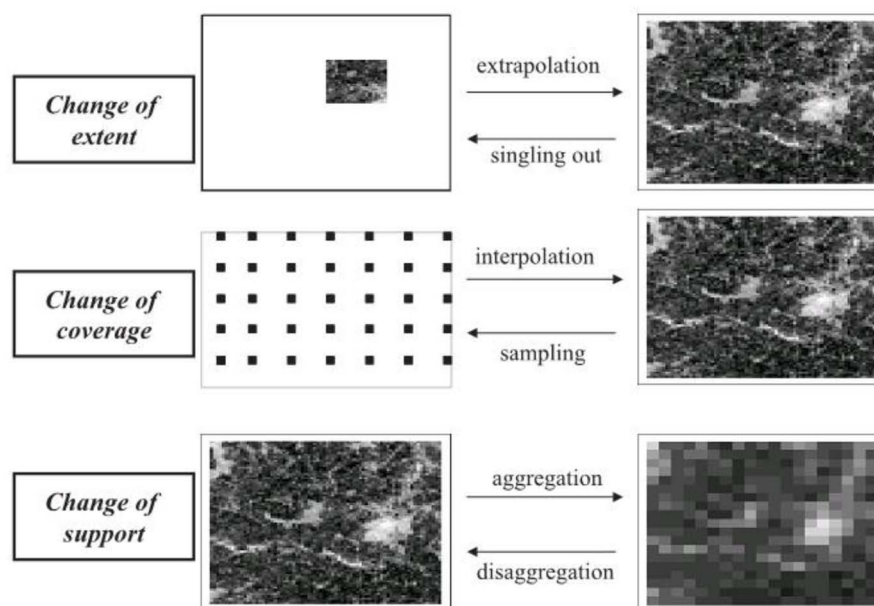 Change of
extent
extrapolation
singling out
Change of
coverage
interpolation
sampling
Change of
support
aggregation
disaggregation